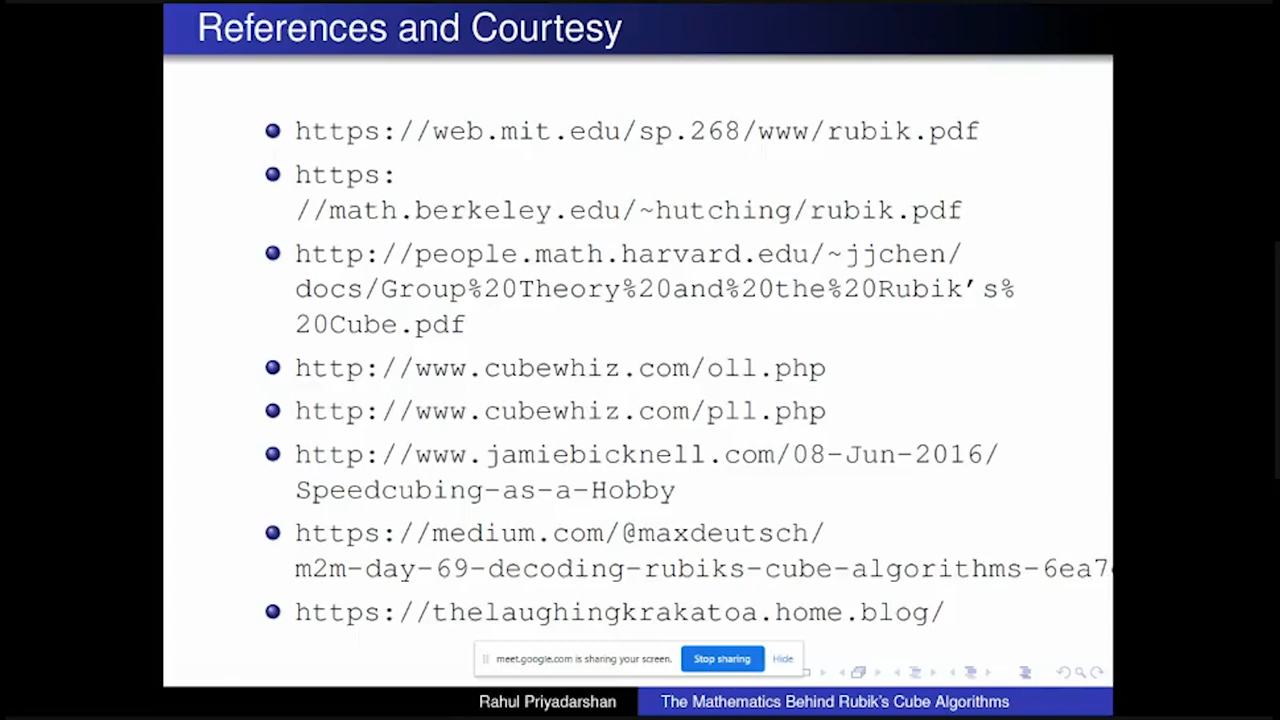 References and Courtesy
https://web.mit.edu/sp.268/www/rubik.pdf
https:
//math.berkeley.edu/~hutching/rubik.pdf
http://people.math.harvard.edu/~jjchen/
docs/Group%20Theory%20and%20the%20Rubik's%
20Cube.pdf
http://www.cubewhiz.com/oll.php
http://www.cubewhiz.com/pll.php
http://www.jamiebicknell.com/08-Jun-2016/
Speedcubing-as-a-Hobby
https://medium.com/@maxdeutsch/
m2m-day-69-decoding-rubiks-cube-algorithms-6ea7
https://thelaughingkrakatoa.home.blog/
meet.google.com is sharing your screen. Stop sharing Hide
Rahul Priyadarshan The Mathematics Behind Rubik's Cube Algorithms